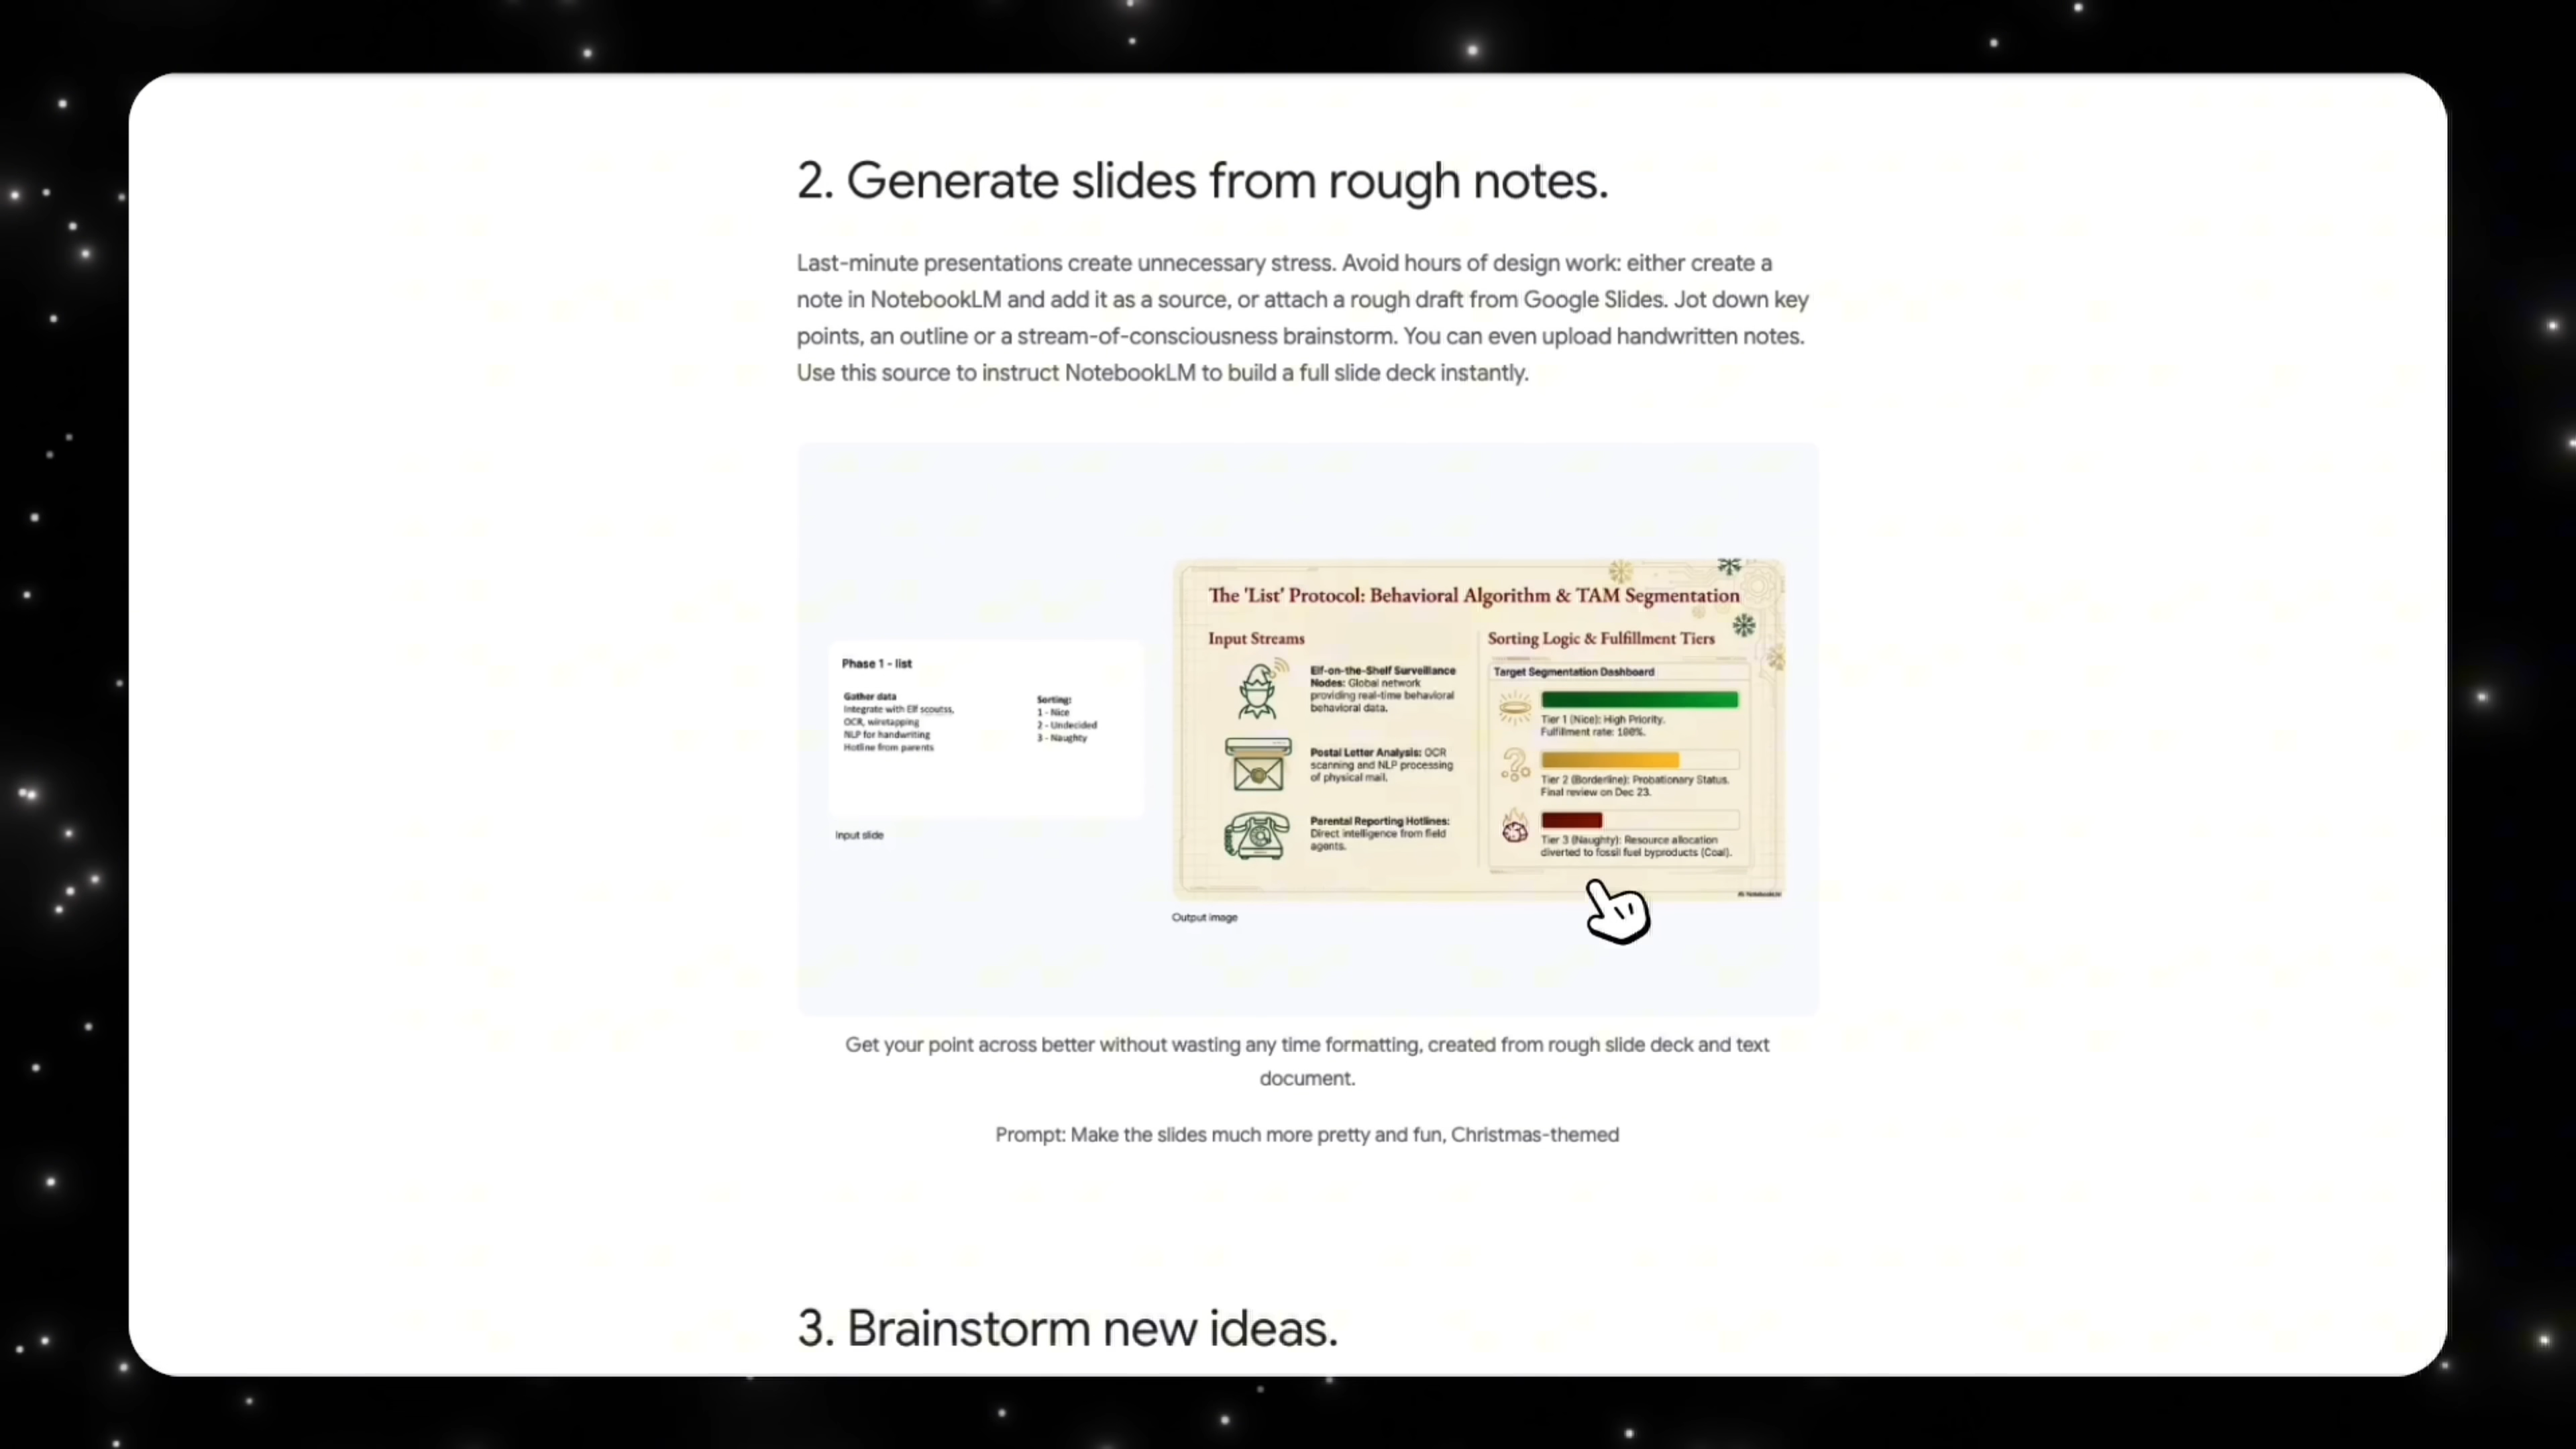 2. Generate slides from rough notes.
Last-minute presentations create unnecessary stress. Avoid hours of design work: either create a
note in NotebookLM and add it as a source, or attach a rough draft from Google Slides. Jot down key
points, an outline or a stream-of-consciousness brainstorm. You can even upload handwritten notes.
Use this source to instruct NotebookLM to build a full slide deck instantly.
Phase 1 - list
Gather data
Integrate with Elf scoutss,
OCR, wiretapping
NLP for handwriting
Hotline from parents
Sorting:
1 - Nice
2 - Undecided
3 - Naughty
Input slide
The 'List' Protocol: Behavioral Algorithm & TAM Segmentation
Input Streams
Elf-on-the-Shelf Surveillance
Nodes: Global network
providing real-time behavioral
behavioral data.
Postal Letter Analysis: OCR
scanning and NLP processing
of physical mail.
Parental Reporting Hotlines:
Direct intelligence from field
agents.
Sorting Logic & Fulfillment Tiers
Target Segmentation Dashboard
Tier 1 (Nice): High Priority.
Fulfillment rate: 100%.
Tier 2 (Borderline): Probationary Status.
Final review on Dec 23.
Tier 3 (Naughty): Resource allocation
diverted to fossil fuel byproducts (Coal).
NotebookLM
Output image
Get your point across better without wasting any time formatting, created from rough slide deck and text
document.
Prompt: Make the slides much more pretty and fun, Christmas-themed
3. Brainstorm new ideas.